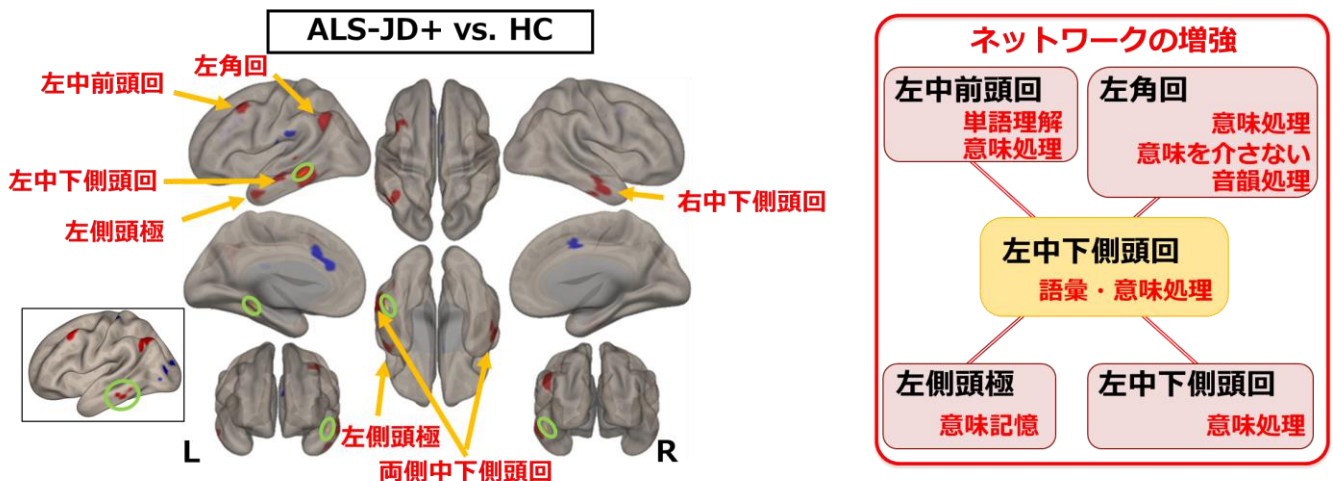 ALS-JD+ vs. HC
左角回
左中前頭回
左中下側頭回
左側頭極
右中下側頭回
左側頭極
両側中下側頭回
L
R
ネットワークの増強
左中前頭回
単語理解
意味処理
左角回
意味処理
意味を介さない
音韻処理
左中下側頭回
語彙・意味処理
左側頭極
意味記憶
左中下側頭回
意味処理